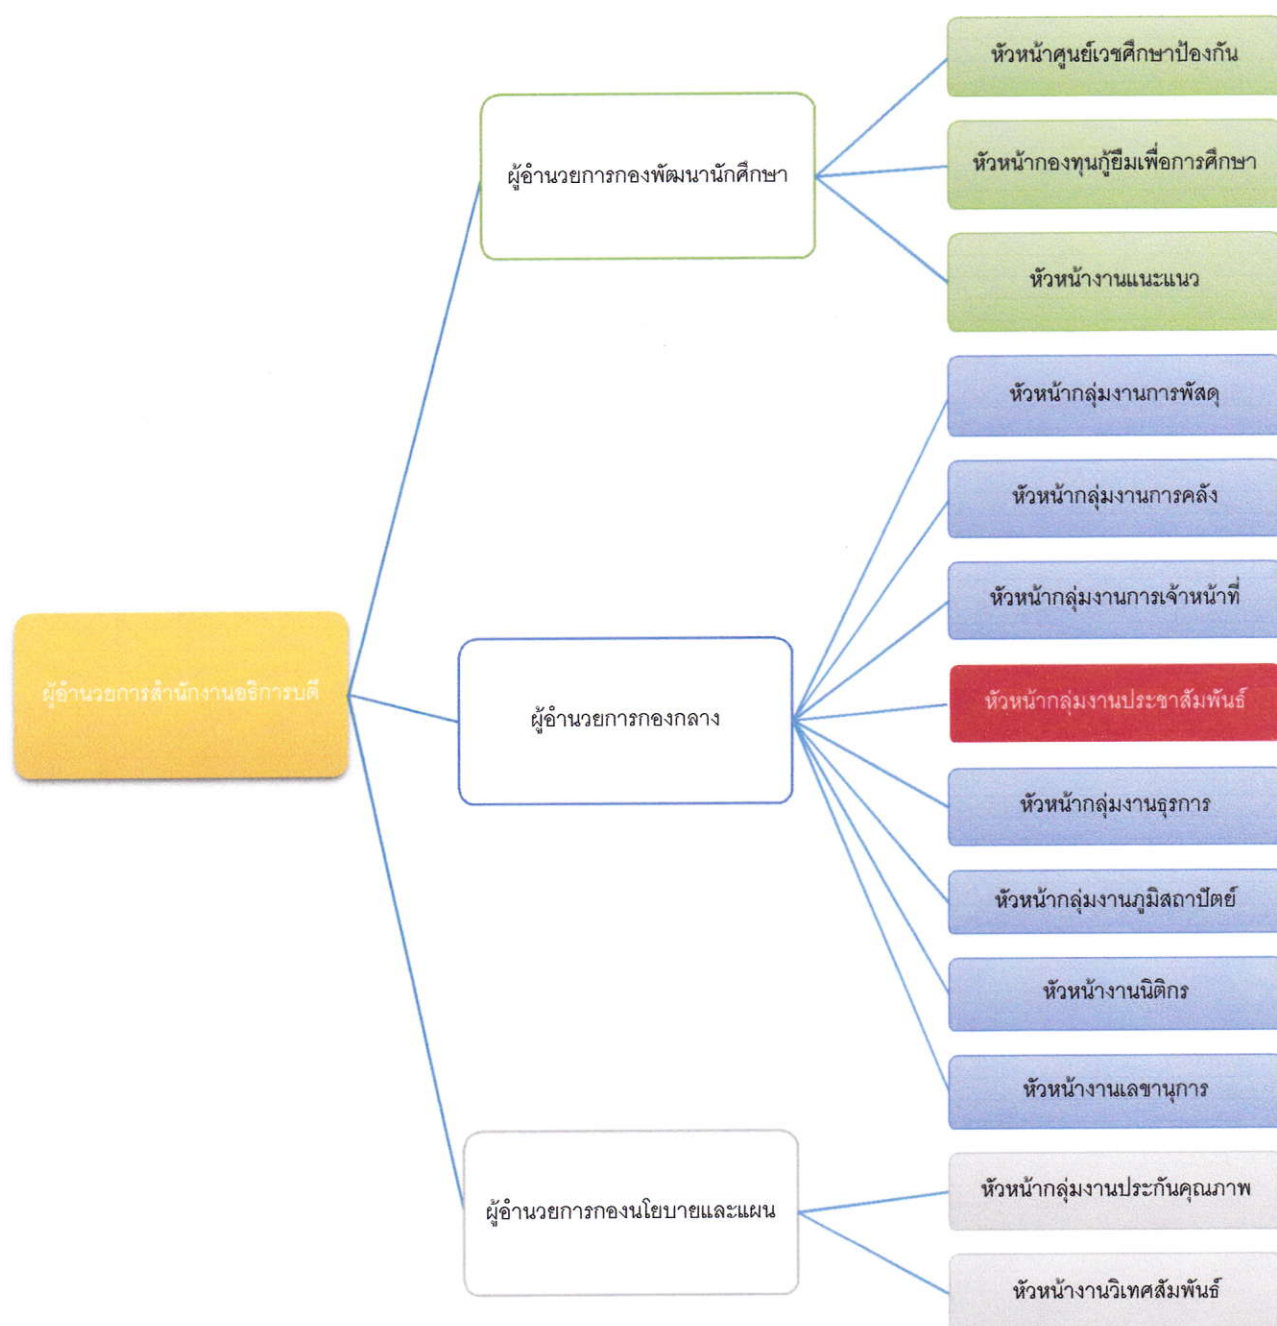 หัวหน้าศูนย์เวชศึกษาป้องกัน
ผู้อำนวยการกองพัฒนานักศึกษา
หัวหน้ากองทุนกู้ยืมเพื่อการศึกษา
หัวหน้างานแนะแนว
หัวหน้ากลุ่มงานการพัสดุ
หัวหน้ากลุ่มงานการคลัง
หัวหน้ากลุ่มงานการเจ้าหน้าที่
ผู้อำนวยการสำนักงานอธิการบดี
ผู้อำนวยการกองกลาง
หัวหน้ากลุ่มงานประชาสัมพันธ์
หัวหน้ากลุ่มงานธุรการ
หัวหน้ากลุ่มงานภูมิสถาปัตย์
หัวหน้างานนิติกร
หัวหน้างานเลขานุการ
ผู้อำนวยการกองนโยบายและแผน
หัวหน้ากลุ่มงานประกันคุณภาพ
หัวหน้างานวิเทศสัมพันธ์